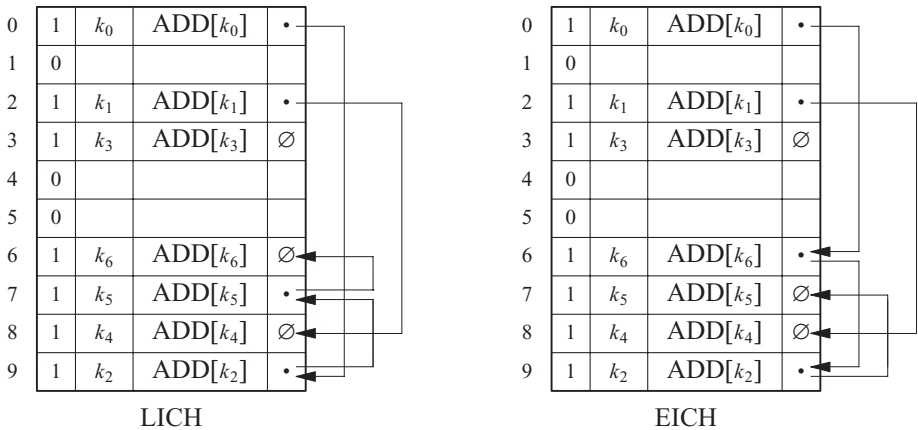 0 1 k₀ ADD[k₀] • 0 1 k₀ ADD[k₀] •
1 0 1 0
2 1 k₁ ADD[k₁] • 2 1 k₁ ADD[k₁] •
3 1 k₃ ADD[k₃] ∅ 3 1 k₃ ADD[k₃] ∅
4 0 4 0
5 0 5 0
6 1 k₆ ADD[k₆] ∅ 6 1 k₆ ADD[k₆] •
7 1 k₅ ADD[k₅] • 7 1 k₅ ADD[k₅] ∅
8 1 k₄ ADD[k₄] ∅ 8 1 k₄ ADD[k₄] ∅
9 1 k₂ ADD[k₂] • 9 1 k₂ ADD[k₂] •
LICH EICH